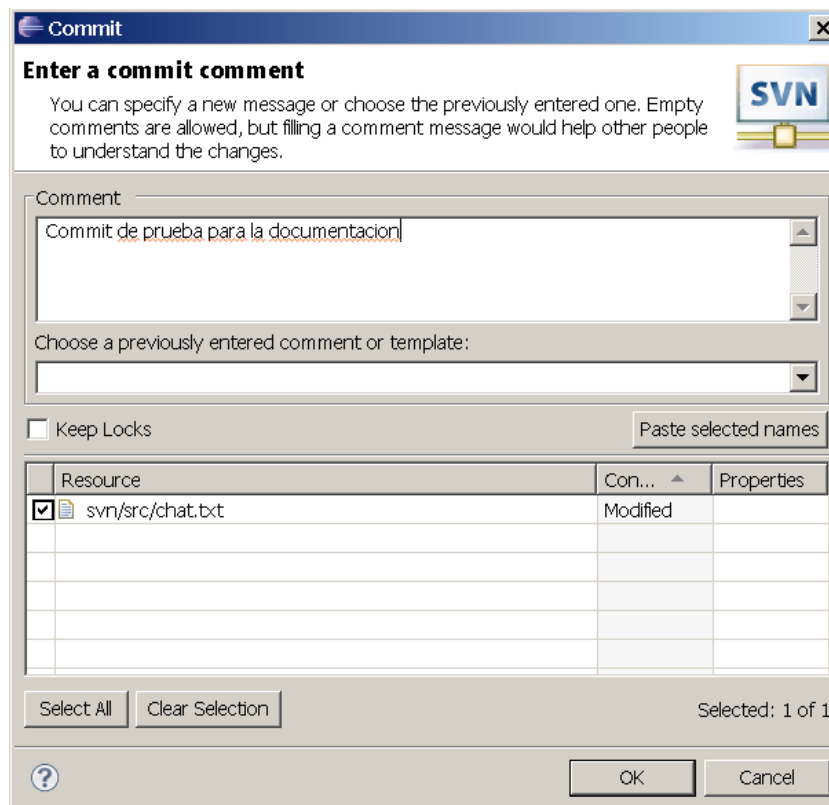 Commit
Enter a commit comment
You can specify a new message or choose the previously entered one. Empty
comments are allowed, but filling a comment message would help other people
to understand the changes.
SVN
Comment
Commit de prueba para la documentacion
Choose a previously entered comment or template:
Keep Locks
Paste selected names
Resource Con... Properties
svn/src/chat.txt Modified
Select All Clear Selection Selected: 1 of 1
OK Cancel